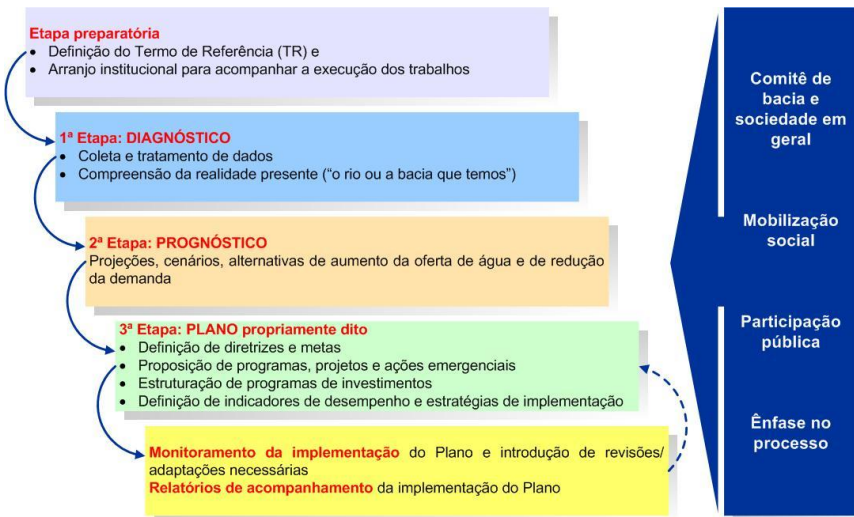 Etapa preparatória
• Definição do Termo de Referência (TR) e
• Arranjo institucional para acompanhar a execução dos trabalhos
1ª Etapa: DIAGNÓSTICO
• Coleta e tratamento de dados
• Compreensão da realidade presente (“o rio ou a bacia que temos”)
2ª Etapa: PROGNÓSTICO
Projeções, cenários, alternativas de aumento da oferta de água e de redução
da demanda
3ª Etapa: PLANO propriamente dito
• Definição de diretrizes e metas
• Proposição de programas, projetos e ações emergenciais
• Estruturação de programas de investimentos
• Definição de indicadores de desempenho e estratégias de implementação
Monitoramento da implementação do Plano e introdução de revisões/
adaptações necessárias
Relatórios de acompanhamento da implementação do Plano
Comitê de
bacia e
sociedade em
geral
Mobilização
social
Participação
pública
Ênfase no
processo